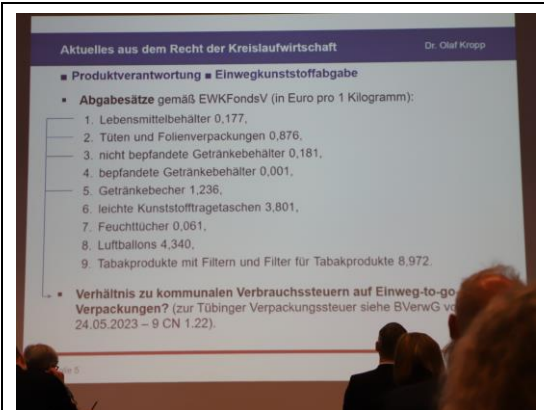 Aktuelles aus dem Recht der Kreislaufwirtschaft
Dr. Olaf Kropp
■ Produktverantwortung ■ Einwegkunststoffabgabe
▪ Abgabesätze gemäß EWKFondsV (in Euro pro 1 Kilogramm):
1. Lebensmittelbehälter 0,177,
2. Tüten und Folienverpackungen 0,876,
3. nicht bepfandete Getränkebehälter 0,181,
4. bepfandete Getränkebehälter 0,001,
5. Getränkebecher 1,236,
6. leichte Kunststofftragetaschen 3,801,
7. Feuchttücher 0,061,
8. Luftballons 4,340,
9. Tabakprodukte mit Filtern und Filter für Tabakprodukte 8,972.
▪ Verhältnis zu kommunalen Verbrauchssteuern auf Einweg-to-go-
Verpackungen? (zur Tübinger Verpackungssteuer siehe BVerwG
24.05.2023 – 9 CN 1.22).